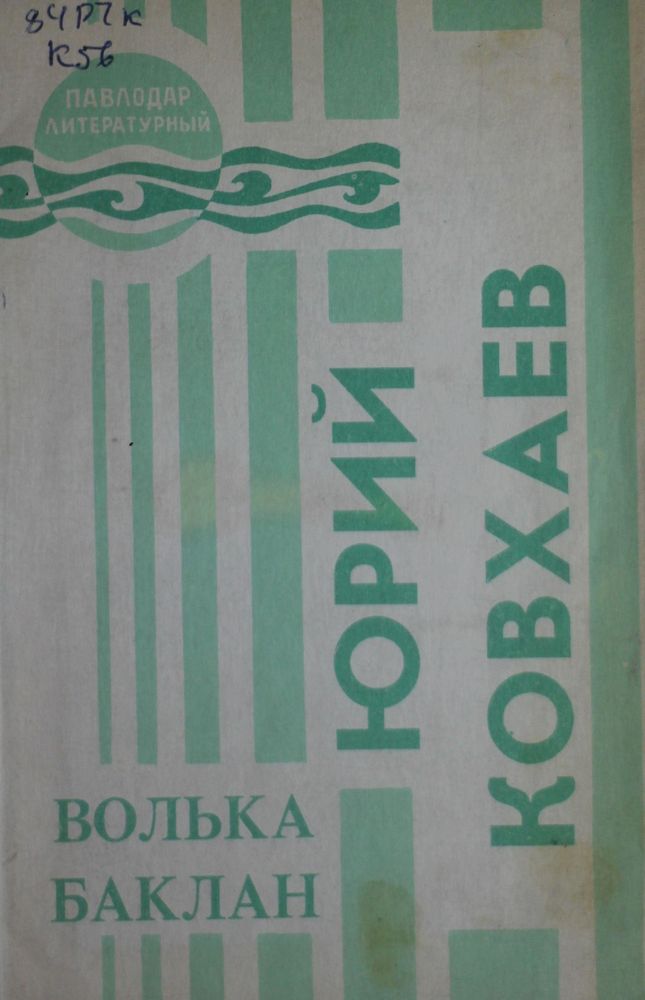 84Р7к
К56
ПАВЛОДАР
ЛИТЕРАТУРНЫЙ
ЮРИЙ
КОВХАЕВ
ВОЛЬКА
БАКЛАН